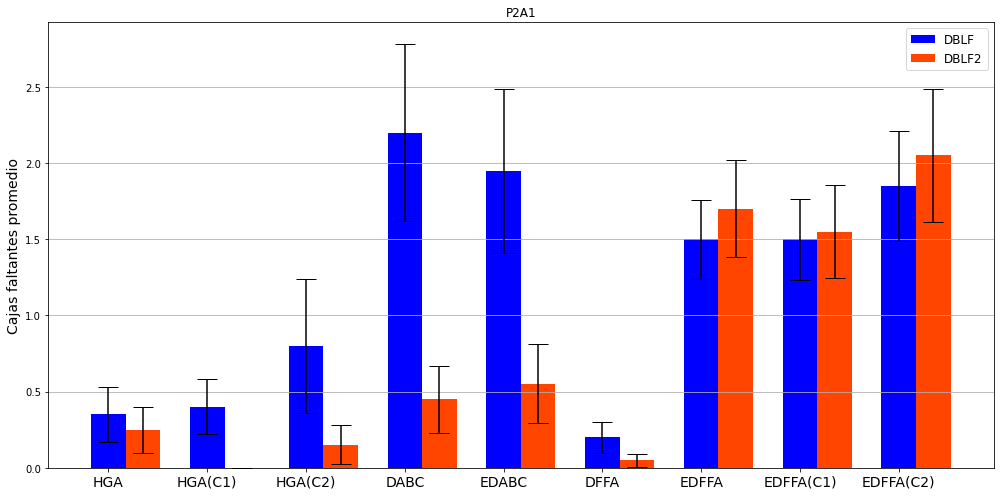 P2A1
DBLF
DBLF2
Cajas faltantes promedio
2.5
2.0
1.5
1.0
0.5
0.0
HGA HGA(C1) HGA(C2) DABC EDABC DFFA EDFFA EDFFA(C1) EDFFA(C2)